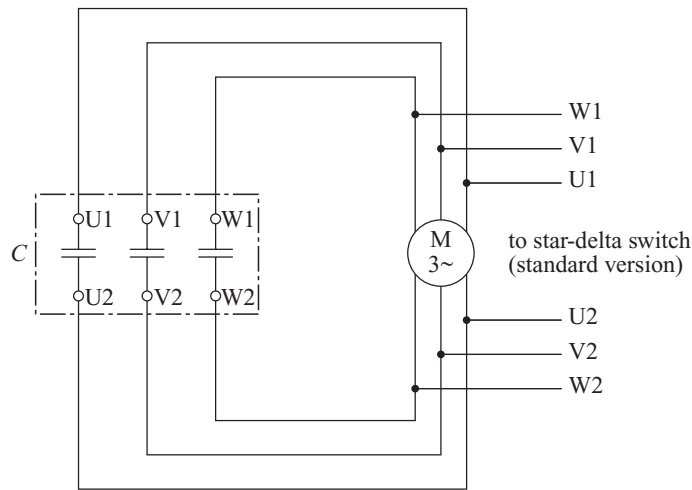 W1
V1
U1
U1 V1 W1
C
M
3~
to star-delta switch
(standard version)
U2 V2 W2
U2
V2
W2